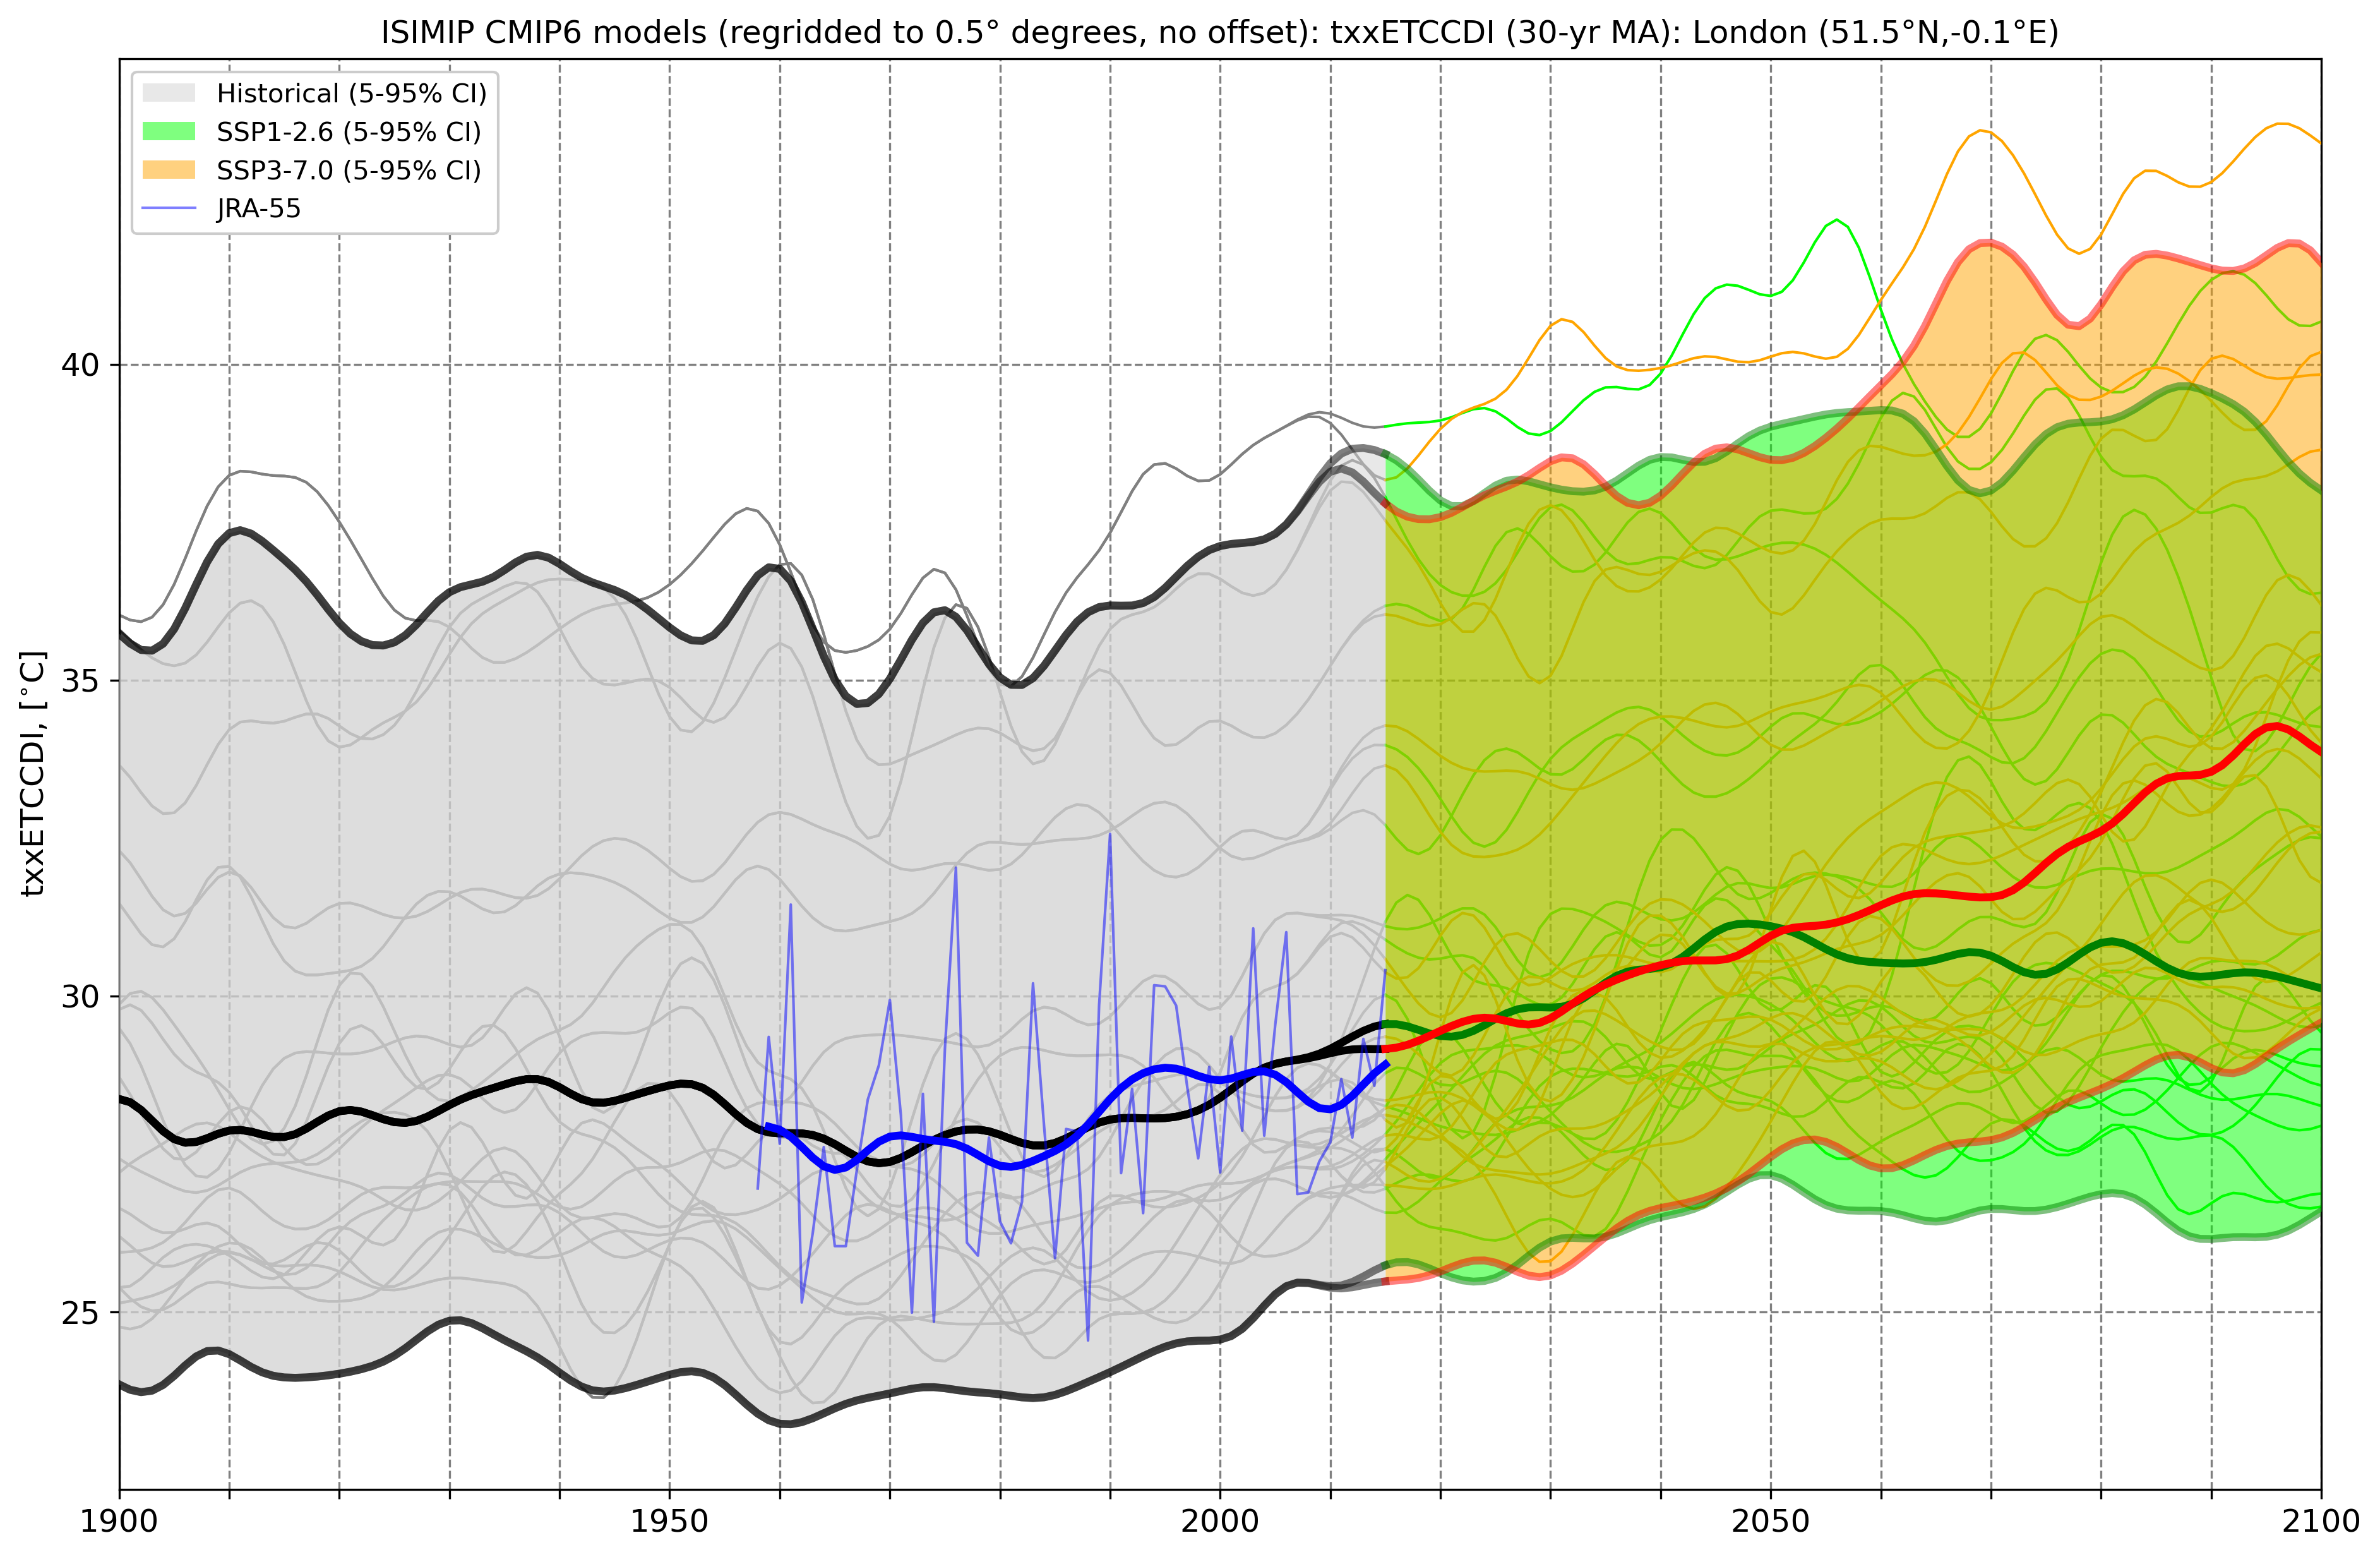 ISIMIP CMIP6 models (regridded to 0.5° degrees, no offset): txxETCCDI (30-yr MA): London (51.5°N,-0.1°E)
Historical (5-95% CI)
SSP1-2.6 (5-95% CI)
SSP3-7.0 (5-95% CI)
JRA-55
txxETCCDI, [°C]
40
35
30
25
1900
1950
2000
2050
2100